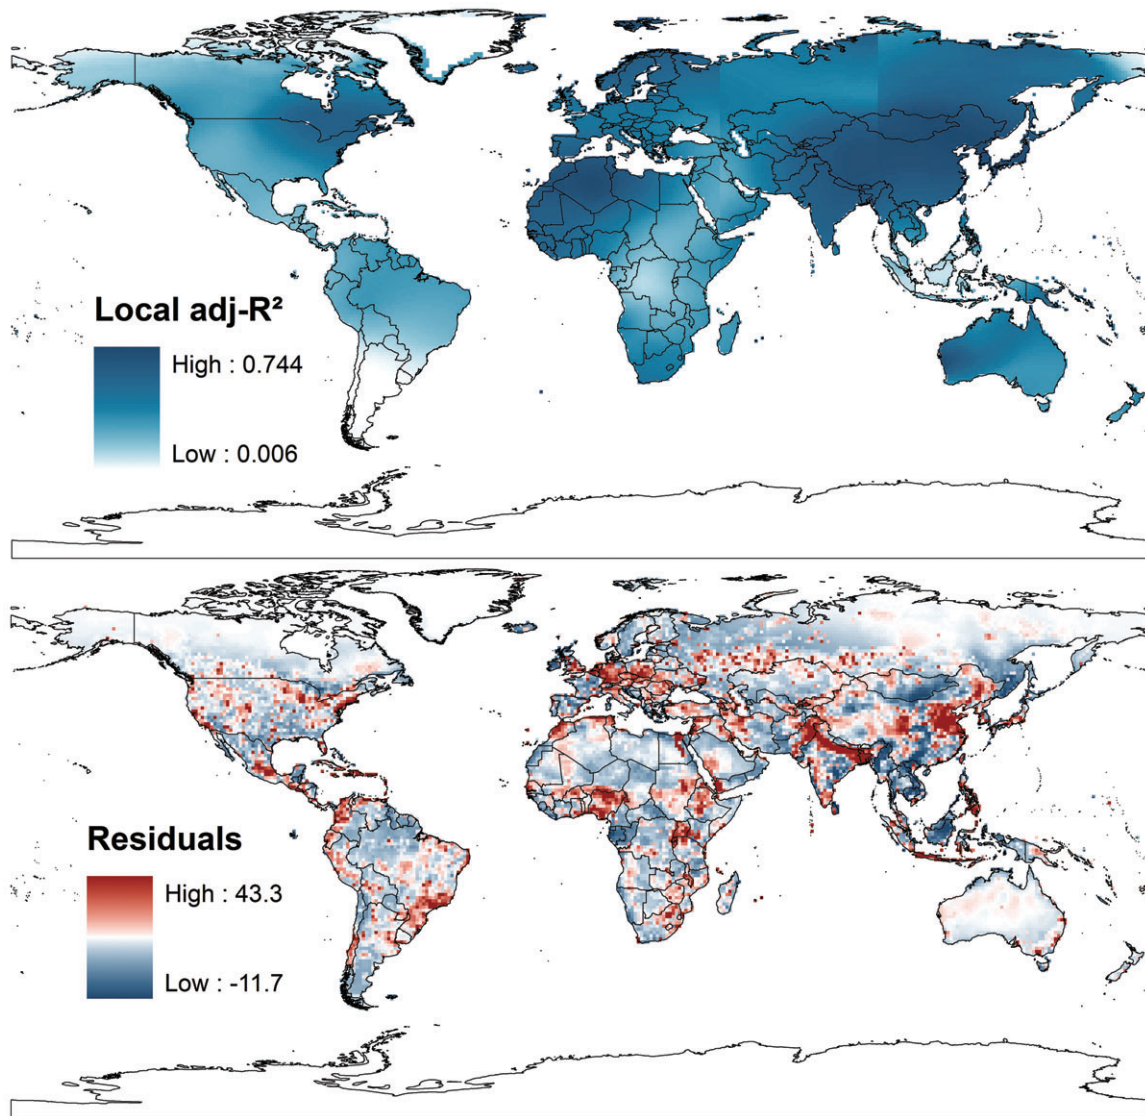 Local adj-R²
High : 0.744
Low : 0.006
Residuals
High : 43.3
Low : -11.7